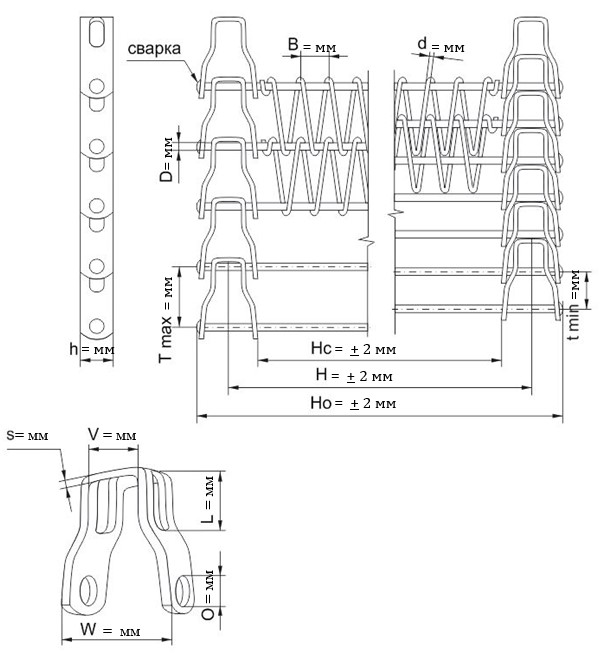 сварка
B = мм
d = мм
D= мм
T max = мм
t min =мм
h = мм
Hc = ± 2 мм
H = ± 2 мм
Ho = ± 2 мм
s= мм
V = мм
L = мм
O = мм
W = мм